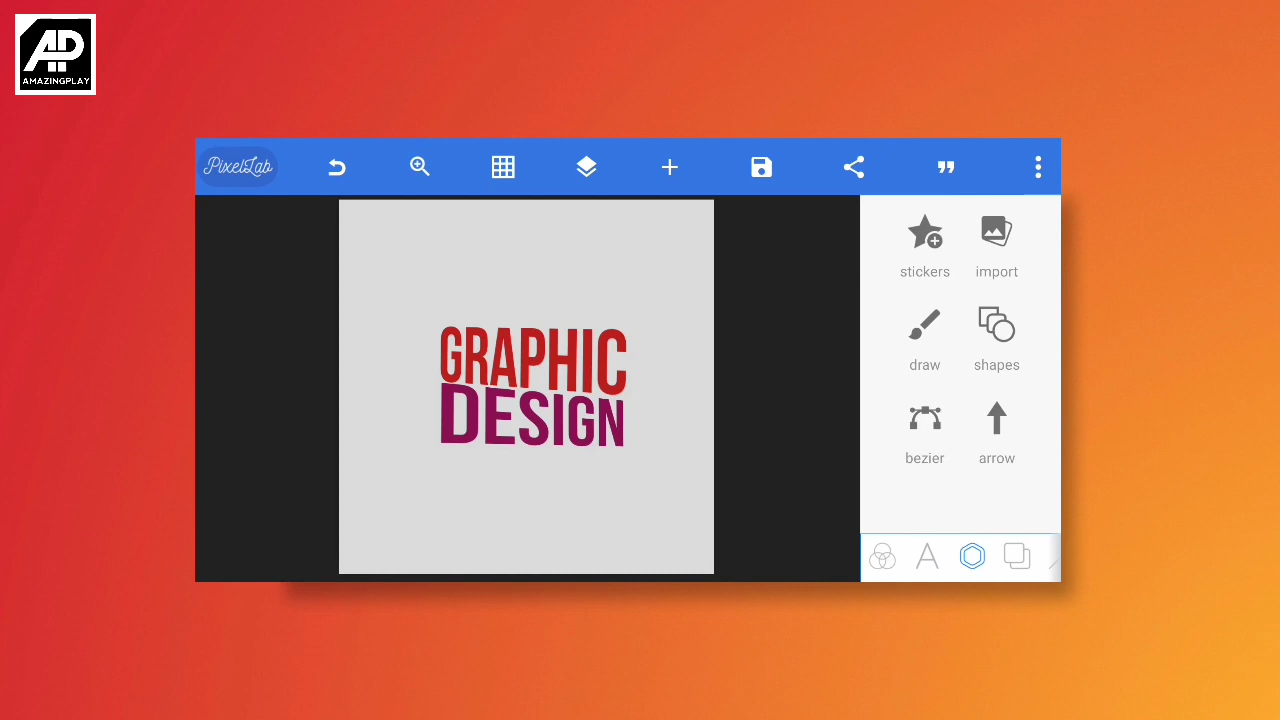 AP
AMAZINGPLAY
PixelLab
stickers
import
GRAPHIC
DESIGN
draw
shapes
bezier
arrow